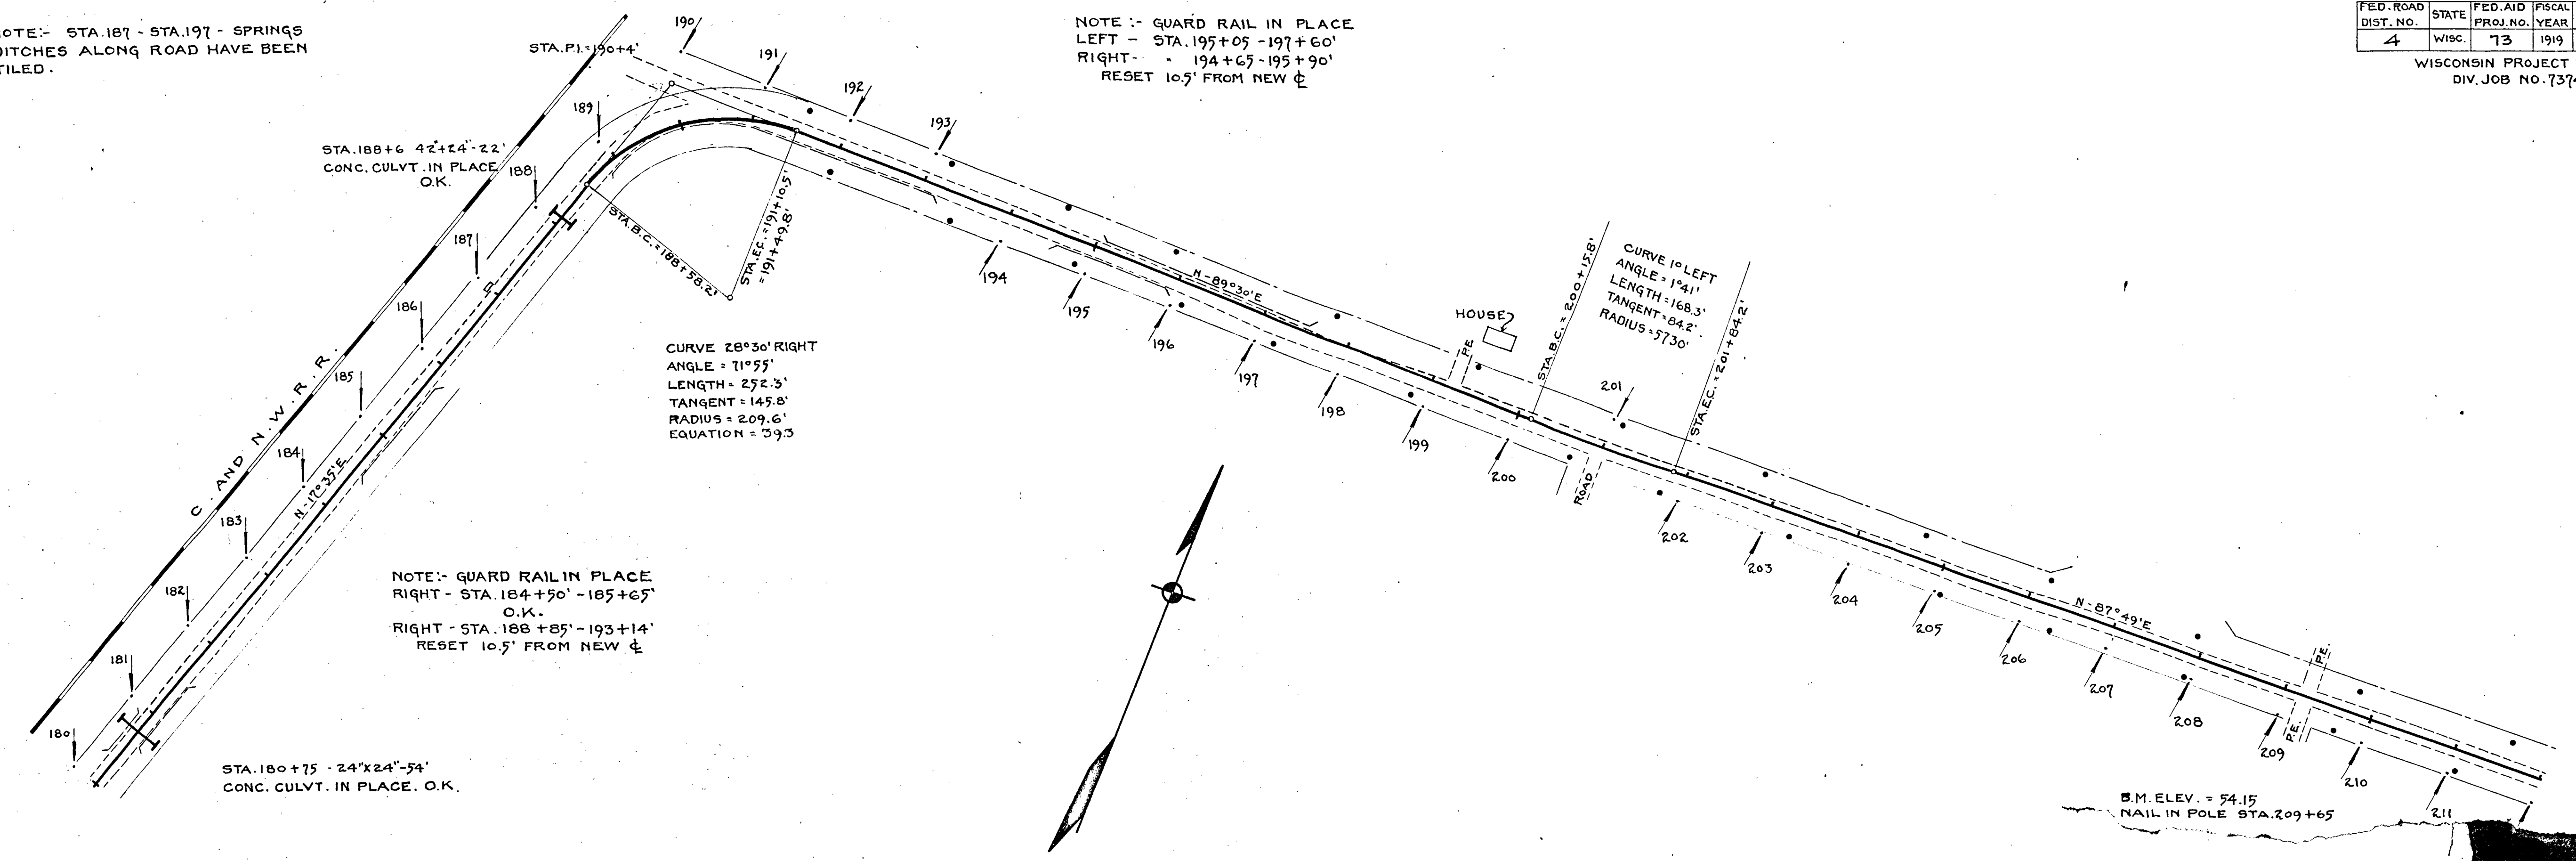 OTE:- STA.187 - STA.197 - SPRINGS
DITCHES ALONG ROAD HAVE BEEN
TILED.
STA.P.I.=190+4'
190
191
192
193
189
188
187
186
185
184
183
182
181
180
NOTE:- GUARD RAIL IN PLACE
LEFT - STA.195+05 -197+60'
RIGHT- " 194+65-195+90'
RESET 10.5' FROM NEW ℄
FED.ROAD DIST. NO. STATE FED.AID PROJ.NO. FISCAL YEAR
4 WISC. 73 1919
WISCONSIN PROJECT
DIV. JOB NO.737
STA.188+6 42"+24"-22'
CONC. CULVT. IN PLACE
O.K.
STA.B.C.=188+58.2'
STA.E.C.=191+10.5'
=191+49.8'
CURVE 28°30' RIGHT
ANGLE = 71°55'
LENGTH = 252.3'
TANGENT = 145.8'
RADIUS = 209.6'
EQUATION = 39.3
C. AND N.W.R.R.
N-17°35'E
NOTE:- GUARD RAIL IN PLACE
RIGHT - STA.184+50' -185+65'
O.K.
RIGHT - STA.188+85'-193+14'
RESET 10.5' FROM NEW ℄
STA.180+75 - 24"X24"-54'
CONC. CULVT. IN PLACE. O.K.
N-89°30'E
194
195
196
197
198
199
200
HOUSE
P.E.
STA.B.C.=200+15.8'
CURVE 1° LEFT
ANGLE = 1°41'
LENGTH = 168.3'
TANGENT = 84.2'
RADIUS = 5730'
STA.E.C.=201+84.2'
201
ROAD
202
203
204
205
206
207
208
209
210
211
N-87°49'E
P.E.
P.E.
B.M. ELEV. = 54.15
NAIL IN POLE STA.209+65